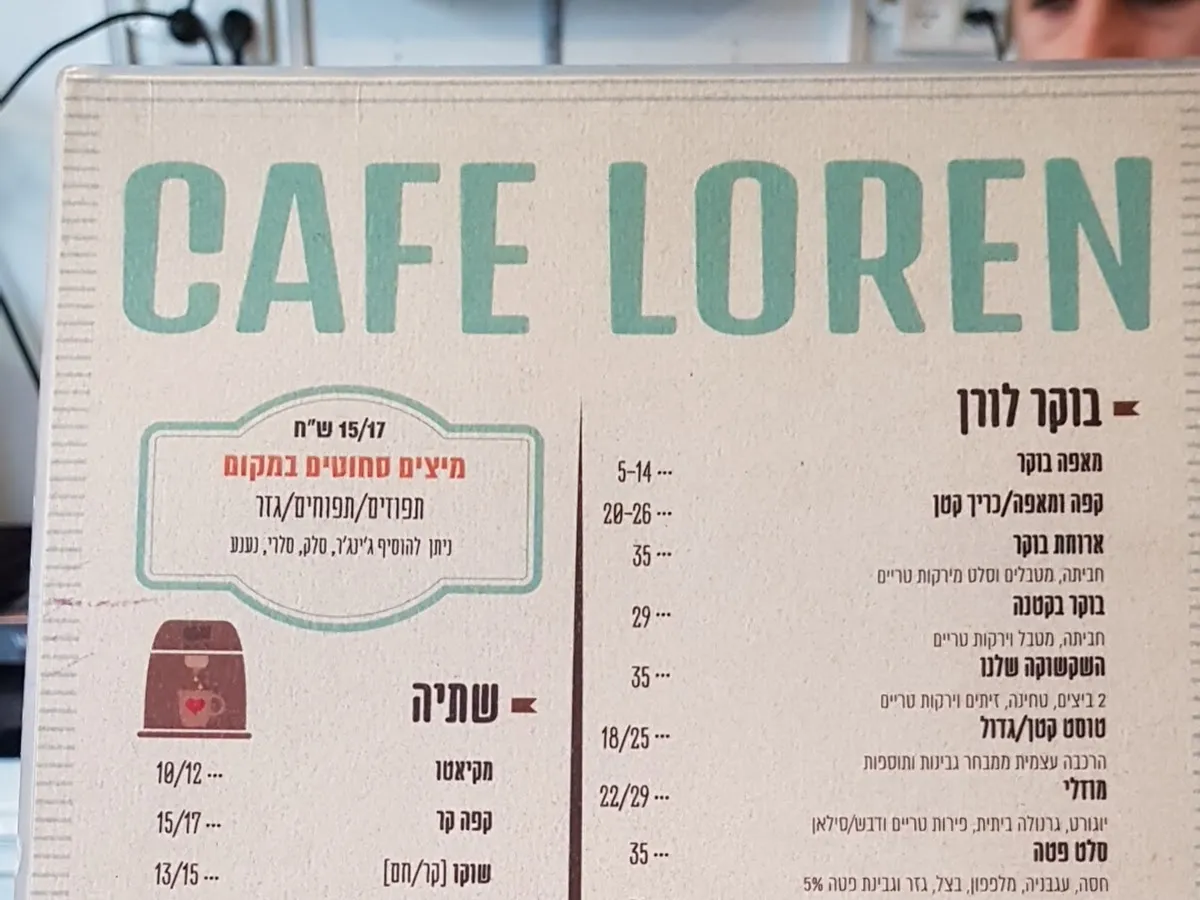 CAFE LOREN
בוקר לורן
מאפה בוקר ... 5-14
קפה ומאפה/כריך קטן ... 20-26
ארוחת בוקר ... 35
חביתה, מטבלים וסלט מירקות טריים
בוקר בקטנה ... 29
חביתה, מטבל וירקות טריים
השקשוקה שלנו ... 35
2 ביצים, טחינה, זיתים וירקות טריים
טוסט קטן/גדול ... 18/25
הרכבה עצמית ממבחר גבינות ותוספות
מוזלי ... 22/29
יוגורט, גרנולה ביתית, פירות טריים ודבש/סילאן
סלט פטה ... 35
חסה, עגבניה, מלפפון, בצל, גזר וגבינת פטה 5%
15/17 ש"ח
מיצים סחוטים במקום
תפוזים/תפוחים/גזר
ניתן להוסיף ג'ינג'ר, סלק, סלרי, נענע
שתיה
מקיאטו ... 10/12
קפה קר ... 15/17
שוקו [קר/חם] ... 13/15